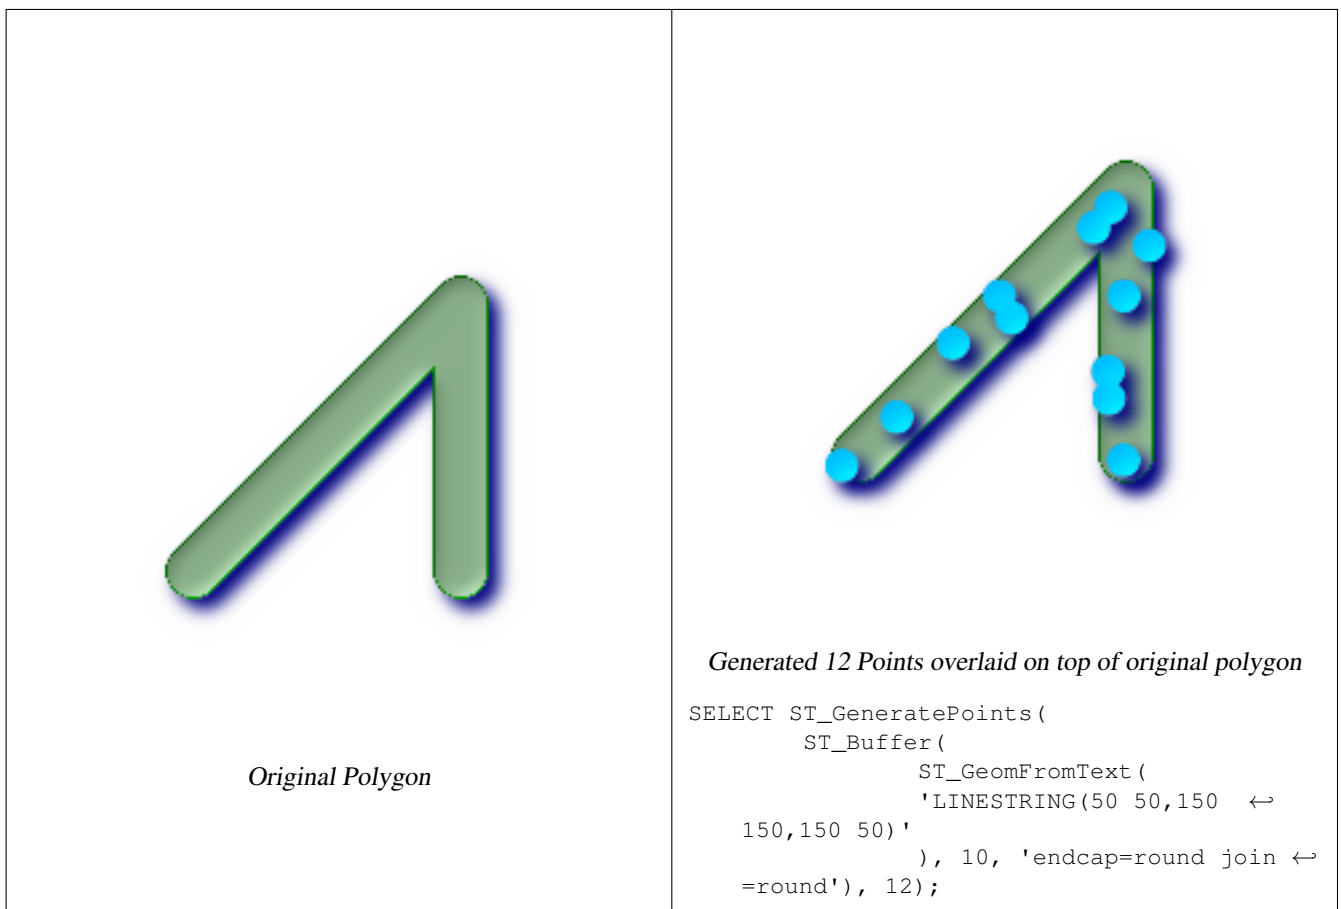 Original Polygon
Generated 12 Points overlaid on top of original polygon
SELECT ST_GeneratePoints(
ST_Buffer(
ST_GeomFromText(
'LINESTRING(50 50,150 ↩
150,150 50)'
), 10, 'endcap=round join ↩
=round'), 12);